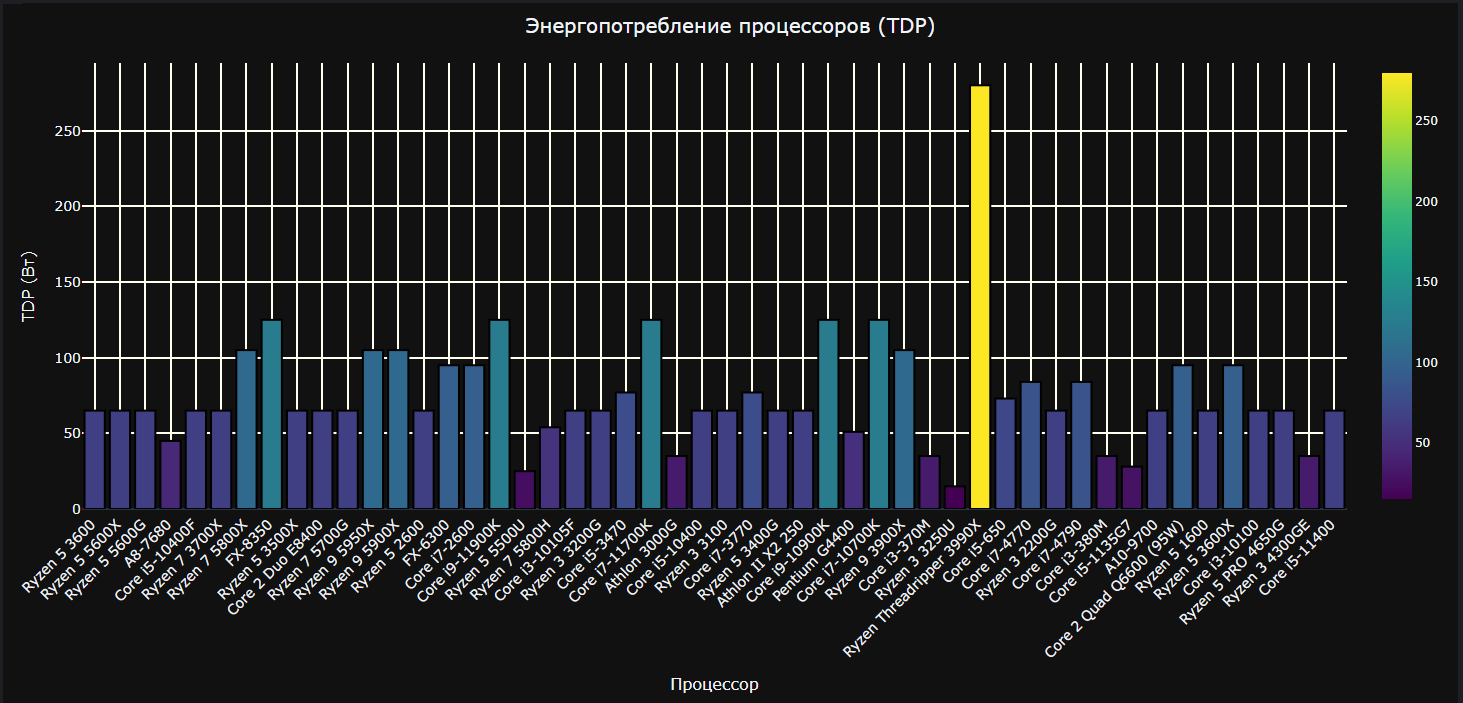 Энергопотребление процессоров (TDP)
TDP (Вт)
250
200
150
100
50
0
Ryzen 5 3600
Ryzen 5 5600X
Ryzen 5 5600G
A8-7680
Core i5-10400F
Ryzen 7 3700X
Ryzen 7 5800X
FX-8350
Ryzen 5 3500X
Core 2 Duo E8400
Ryzen 7 5700G
Ryzen 9 5950X
Ryzen 9 5900X
Ryzen 5 2600
FX-6300
Core i7-2600
Core i9-11900K
Ryzen 5 5500U
Ryzen 7 5800H
Core i3-10105F
Ryzen 3 3200G
Core i5-3470
Core i7-11700K
Athlon 3000G
Core i5-10400
Ryzen 3 3100
Core i7-3770
Ryzen 5 3400G
Athlon II X2 250
Core i9-10900K
Pentium G4400
Core i7-10700K
Ryzen 9 3900X
Core i3-370M
Ryzen 3 3250U
Ryzen Threadripper 3990X
Core i5-650
Core i7-4770
Ryzen 3 2200G
Core i7-4790
Core i3-380M
Core i5-1135G7
A10-9700
Core 2 Quad Q6600 (95W)
Ryzen 5 1600
Ryzen 5 3600X
Core i3-10100
Ryzen 5 PRO 4650G
Ryzen 3 4300GE
Core i5-11400
Процессор
250
200
150
100
50